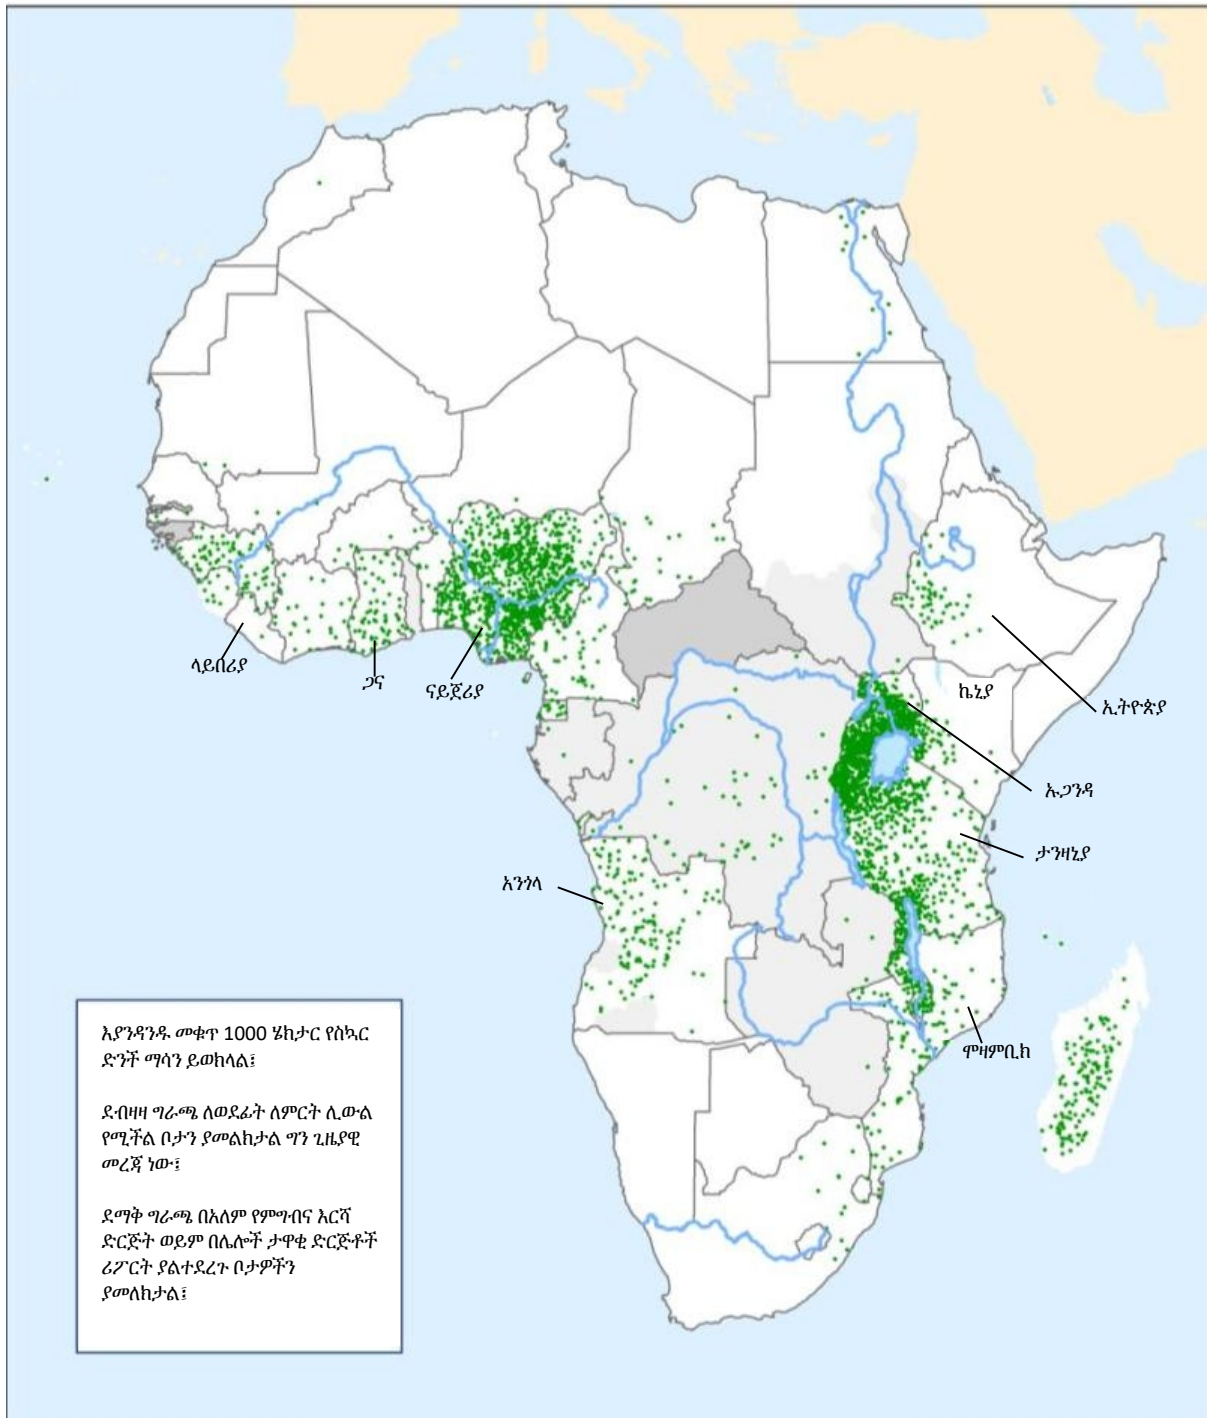 ላይበሪያ
ጋና
ናይጀሪያ
ኬኒያ
ኢትዮጵያ
ኡጋንዳ
ታንዛኒያ
አንጎላ
ሞዛምቢክ
እያንዳንዱ መቁጥ 1000 ሄክታር የስኳር
ድንች ማሳን ይወክላል፤
ደብዛዛ ግራጫ ለወደፊት ለምርት ሊውል
የሚችል ቦታን ያመልክታል ግን ጊዜያዊ
መረጃ ነው፤
ደማቅ ግራጫ በአለም የምግብና እርሻ
ድርጅት ወይም በሌሎች ታዋቂ ድርጅቶች
ሪፖርት ያልተደረጉ ቦታዎችን
ያመለክታል፤